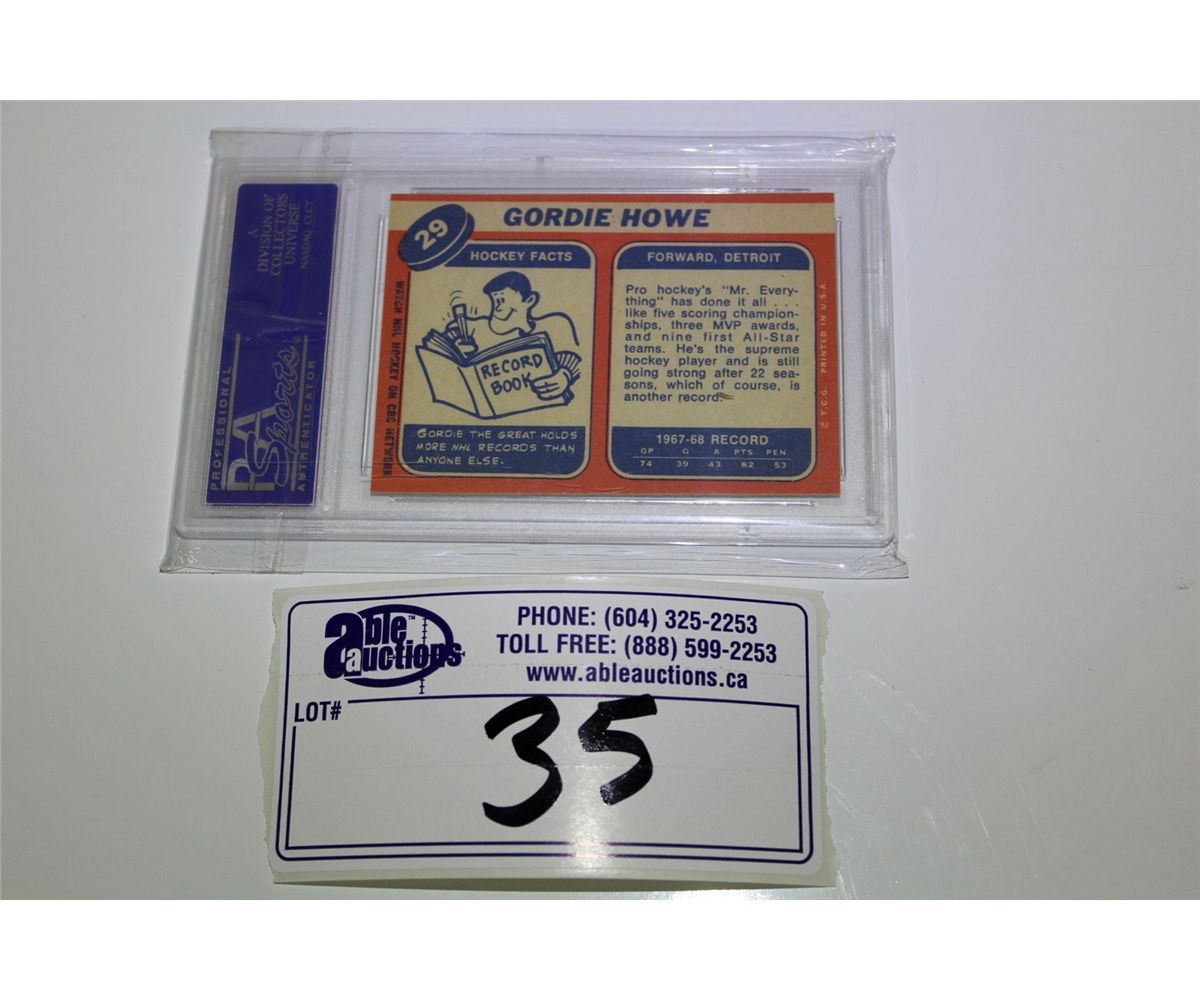 A
DIVISION OF
COLLECTORS
UNIVERSE
NASDAQ: CLCT
PROFESSIONAL
PSA
Sports®
AUTHENTICATOR
29
GORDIE HOWE
HOCKEY FACTS
RECORD
BOOK
GORDIE THE GREAT HOLDS
MORE NHL RECORDS THAN
ANYONE ELSE.
WATCH NHL HOCKEY ON CBS NETWORK
FORWARD, DETROIT
Pro hockey's "Mr. Every-
thing" has done it all . . .
like five scoring champion-
ships, three MVP awards,
and nine first All-Star
teams. He's the supreme
hockey player and is still
going strong after 22 sea-
sons, which of course, is
another record.
1967-68 RECORD
GP G A PTS PEN
74 39 43 82 53
© T.C.G. PRINTED IN U.S.A.
able™
auctions
PHONE: (604) 325-2253
TOLL FREE: (888) 599-2253
www.ableauctions.ca
LOT#
35